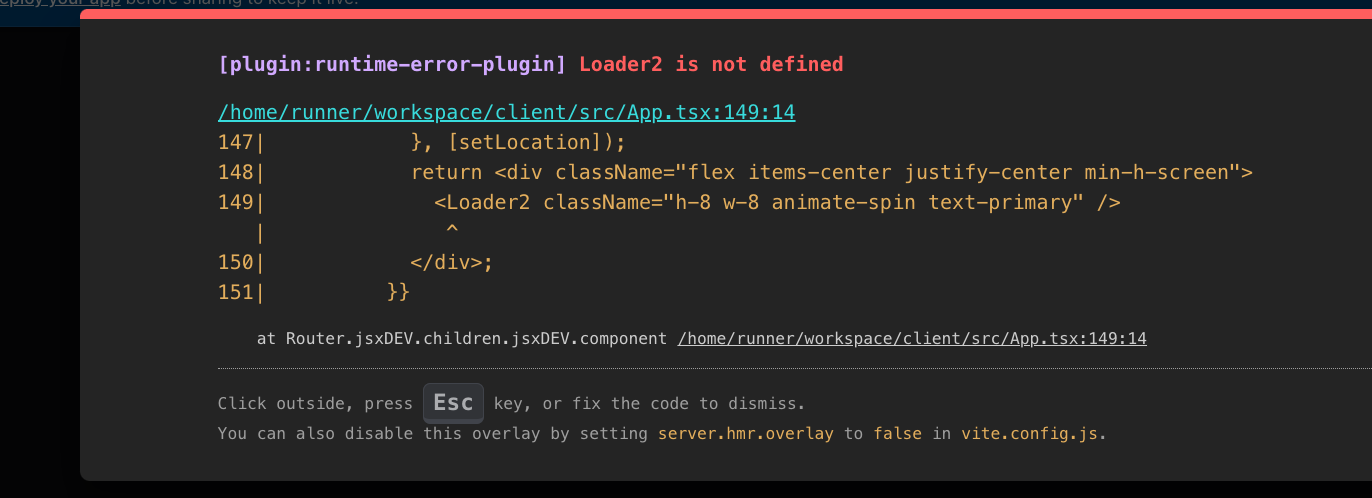 deploy your app before sharing to keep it live.
[plugin:runtime-error-plugin] Loader2 is not defined
/home/runner/workspace/client/src/App.tsx:149:14
147|            }, [setLocation]);
148|            return <div className="flex items-center justify-center min-h-screen">
149|              <Loader2 className="h-8 w-8 animate-spin text-primary" />
   |               ^
150|            </div>;
151|          }}
at Router.jsxDEV.children.jsxDEV.component /home/runner/workspace/client/src/App.tsx:149:14
Click outside, press Esc key, or fix the code to dismiss.
You can also disable this overlay by setting server.hmr.overlay to false in vite.config.js.